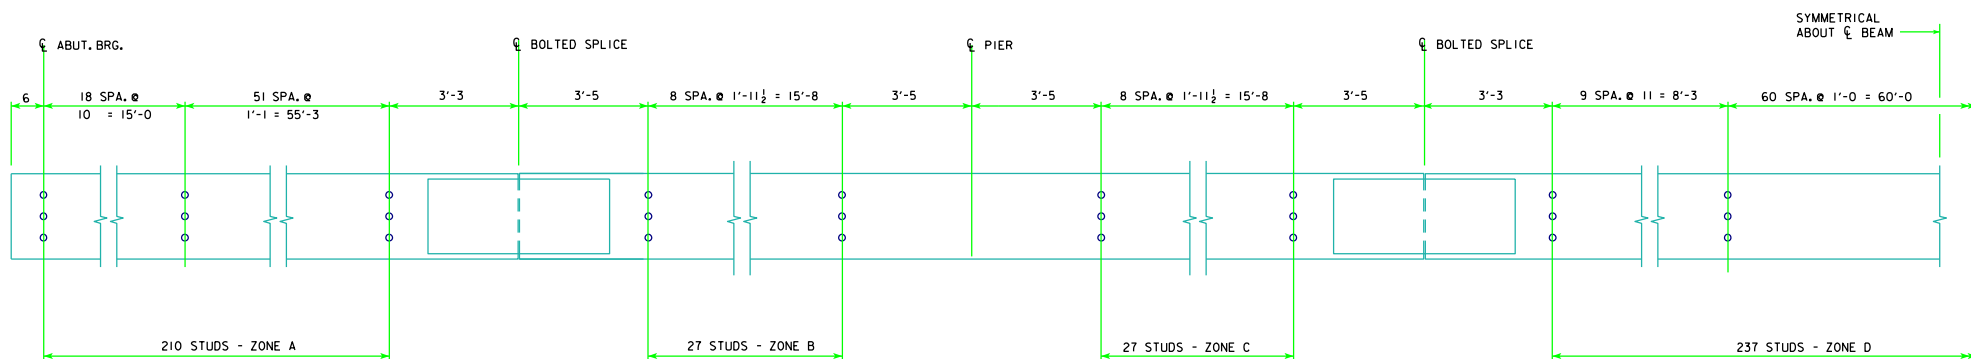 SYMMETRICAL
ABOUT ℄ BEAM
℄ ABUT. BRG.
℄ BOLTED SPLICE
℄ PIER
℄ BOLTED SPLICE
6
18 SPA. @
10 = 15'-0
51 SPA. @
1'-1 = 55'-3
3'-3
3'-5
8 SPA. @ 1'-11½ = 15'-8
3'-5
3'-5
8 SPA. @ 1'-11½ = 15'-8
3'-5
3'-3
9 SPA. @ 11 = 8'-3
60 SPA. @ 1'-0 = 60'-0
210 STUDS - ZONE A
27 STUDS - ZONE B
27 STUDS - ZONE C
237 STUDS - ZONE D